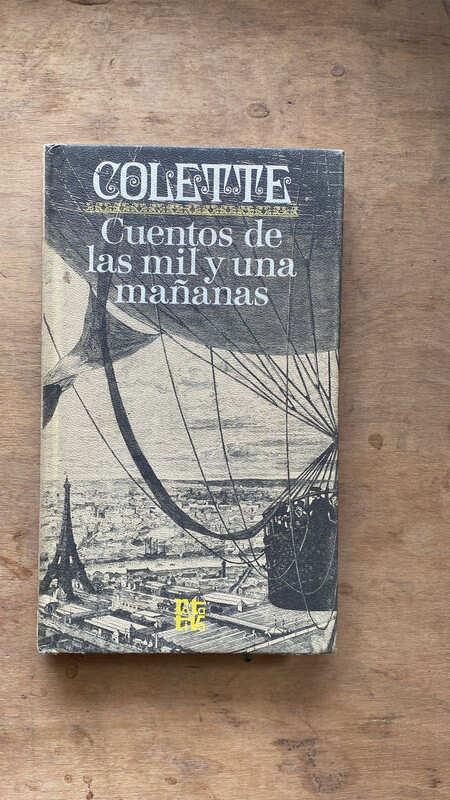 COLETTE
Cuentos de
las mil y una
mañanas